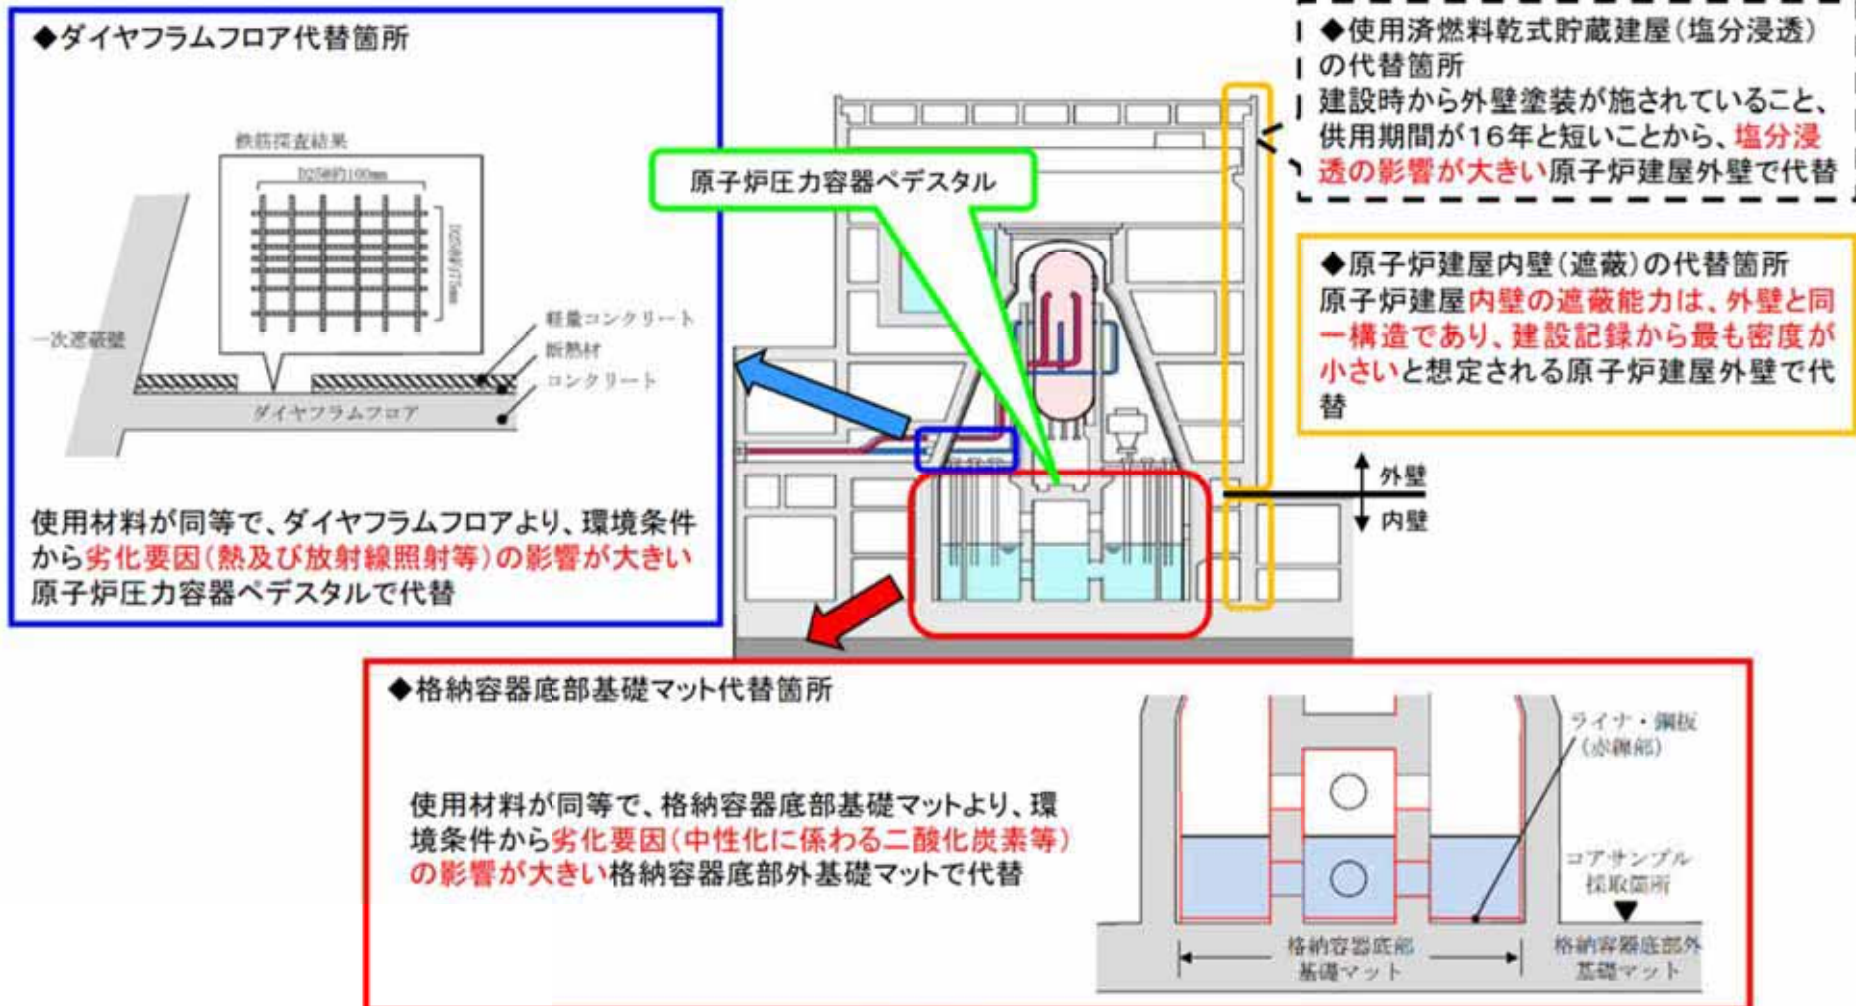 ◆ダイヤフラムフロア代替箇所
鉄筋探査結果
D25@約100mm
D25@約175mm
一次遮蔽壁
軽量コンクリート
断熱材
コンクリート
ダイヤフラムフロア
使用材料が同等で、ダイヤフラムフロアより、環境条件
から劣化要因(熱及び放射線照射等)の影響が大きい
原子炉圧力容器ペデスタルで代替
原子炉圧力容器ペデスタル
◆使用済燃料乾式貯蔵建屋(塩分浸透)
の代替箇所
建設時から外壁塗装が施されていること、
供用期間が16年と短いことから、塩分浸
透の影響が大きい原子炉建屋外壁で代替
◆原子炉建屋内壁(遮蔽)の代替箇所
原子炉建屋内壁の遮蔽能力は、外壁と同
一構造であり、建設記録から最も密度が
小さいと想定される原子炉建屋外壁で代
替
外壁
内壁
◆格納容器底部基礎マット代替箇所
使用材料が同等で、格納容器底部基礎マットより、環
境条件から劣化要因(中性化に係わる二酸化炭素等)
の影響が大きい格納容器底部外基礎マットで代替
ライナ・鋼板
(赤線部)
コアサンプル
採取箇所
格納容器底部
基礎マット
格納容器底部外
基礎マット